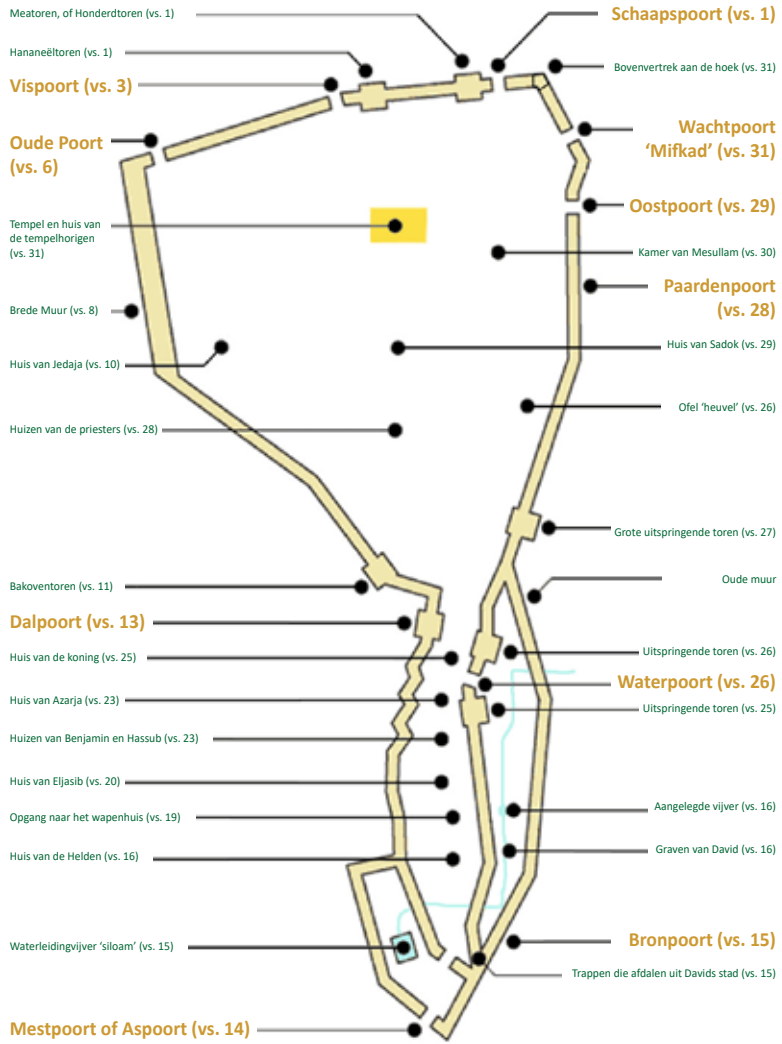 Meatoren, of Honderdtoren (vs. 1)
Schaapspoort (vs. 1)
Hananeëltoren (vs. 1)
Bovenvertrek aan de hoek (vs. 31)
Vispoort (vs. 3)
Oude Poort
(vs. 6)
Wachtpoort
‘Mifkad’ (vs. 31)
Oostpoort (vs. 29)
Tempel en huis van
de tempelhorigen
(vs. 31)
Kamer van Mesullam (vs. 30)
Paardenpoort
(vs. 28)
Brede Muur (vs. 8)
Huis van Sadok (vs. 29)
Huis van Jedaja (vs. 10)
Ofel ‘heuvel’ (vs. 26)
Huizen van de priesters (vs. 28)
Grote uitspringende toren (vs. 27)
Bakoventoren (vs. 11)
Oude muur
Dalpoort (vs. 13)
Huis van de koning (vs. 25)
Uitspringende toren (vs. 26)
Waterpoort (vs. 26)
Huis van Azarja (vs. 23)
Uitspringende toren (vs. 25)
Huizen van Benjamin en Hassub (vs. 23)
Huis van Eljasib (vs. 20)
Aangelegde vijver (vs. 16)
Opgang naar het wapenhuis (vs. 19)
Graven van David (vs. 16)
Huis van de Helden (vs. 16)
Bronpoort (vs. 15)
Waterleidingvijver ‘siloam’ (vs. 15)
Trappen die afdalen uit Davids stad (vs. 15)
Mestpoort of Aspoort (vs. 14)